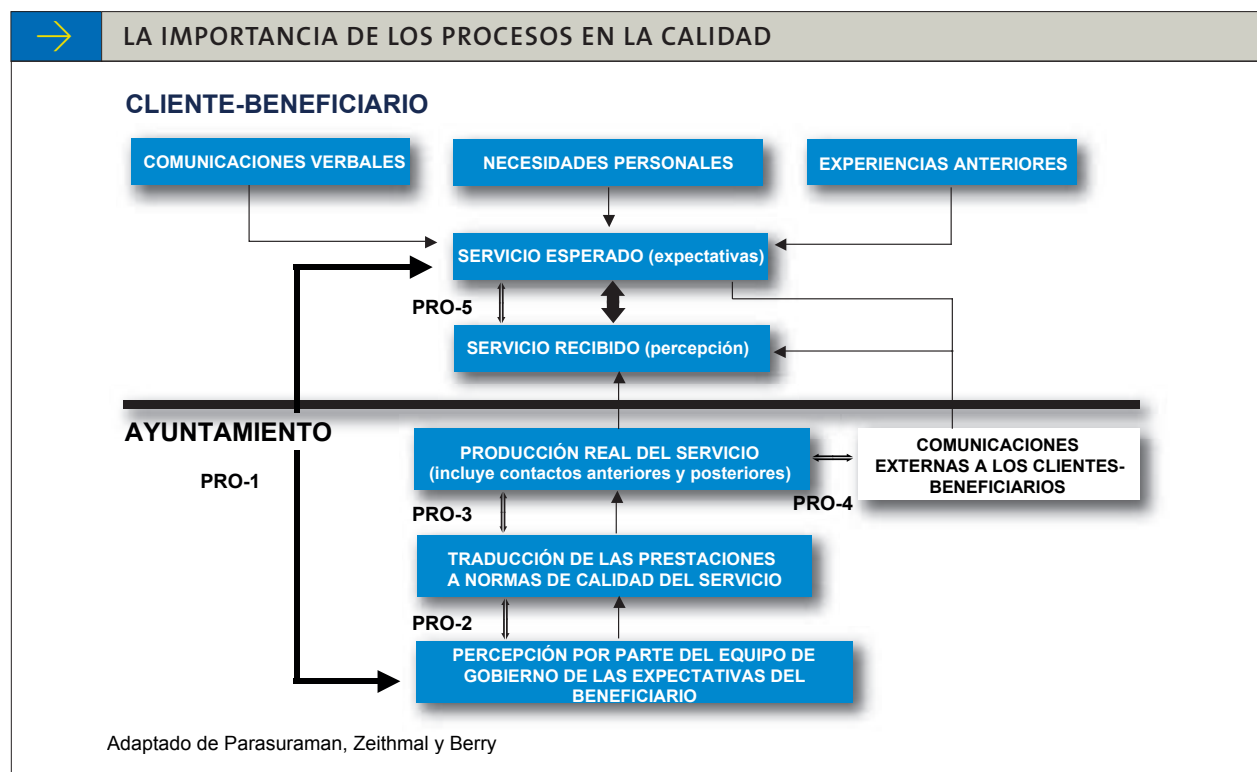 LA IMPORTANCIA DE LOS PROCESOS EN LA CALIDAD
CLIENTE-BENEFICIARIO
COMUNICACIONES VERBALES
NECESIDADES PERSONALES
EXPERIENCIAS ANTERIORES
SERVICIO ESPERADO (expectativas)
PRO-5
SERVICIO RECIBIDO (percepción)
AYUNTAMIENTO
PRO-1
PRODUCCIÓN REAL DEL SERVICIO
(incluye contactos anteriores y posteriores)
COMUNICACIONES
EXTERNAS A LOS CLIENTES-
BENEFICIARIOS
PRO-4
PRO-3
TRADUCCIÓN DE LAS PRESTACIONES
A NORMAS DE CALIDAD DEL SERVICIO
PRO-2
PERCEPCIÓN POR PARTE DEL EQUIPO DE
GOBIERNO DE LAS EXPECTATIVAS DEL
BENEFICIARIO
Adaptado de Parasuraman, Zeithmal y Berry